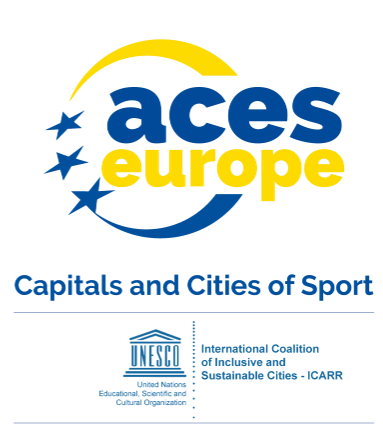 aces
europe
Capitals and Cities of Sport
UNESCO
United Nations
Educational, Scientific and
Cultural Organization
International Coalition
of Inclusive and
Sustainable Cities - ICARR